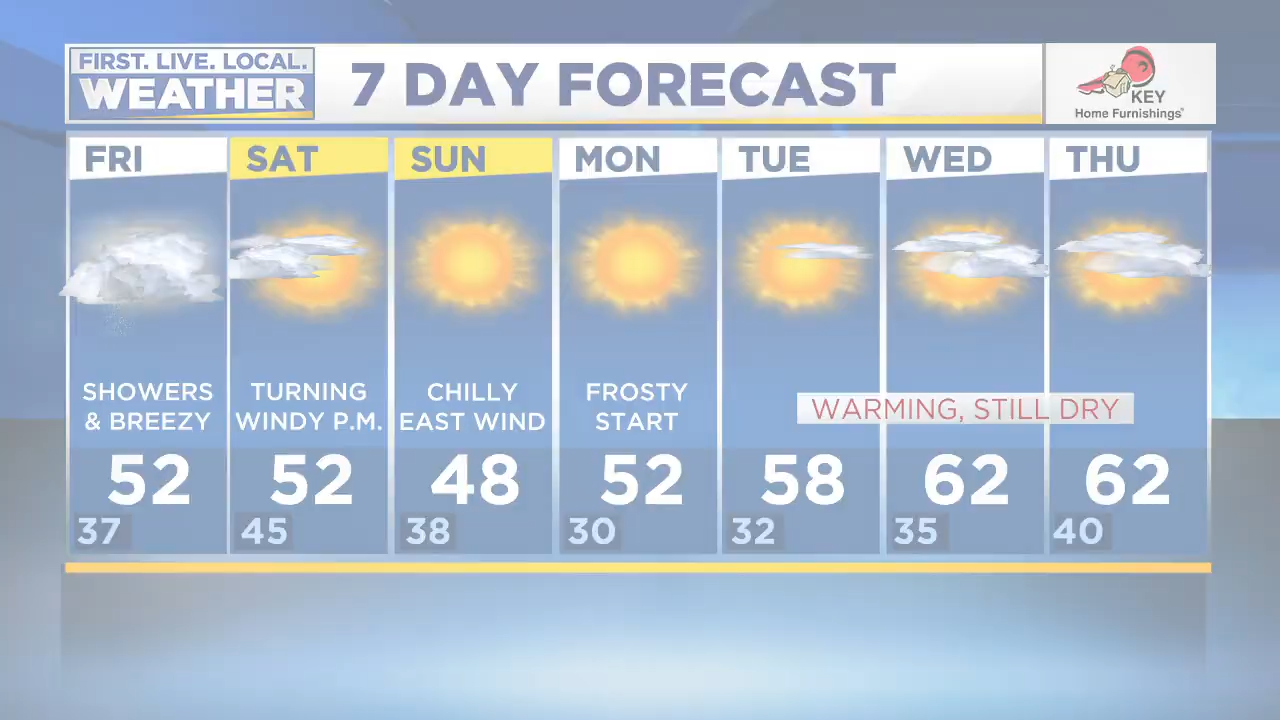 FIRST. LIVE. LOCAL.
WEATHER
7 DAY FORECAST
KEY
Home Furnishings®
FRI
SAT
SUN
MON
TUE
WED
THU
SHOWERS
& BREEZY
TURNING
WINDY P.M.
CHILLY
EAST WIND
FROSTY
START
WARMING, STILL DRY
52
52
48
52
58
62
62
37
45
38
30
32
35
40